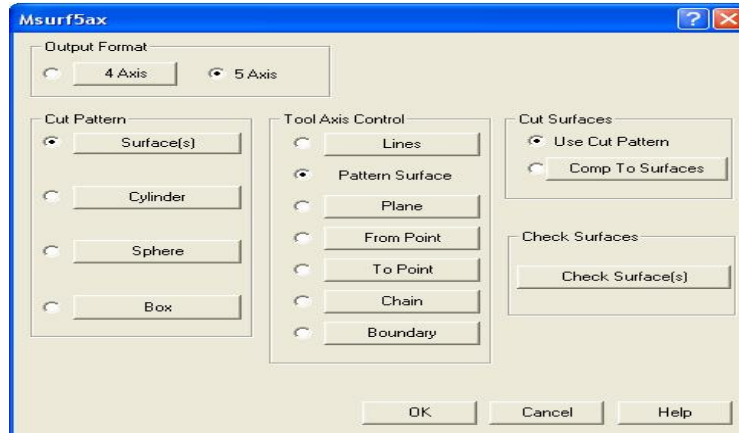 Msurf5ax
Output Format
4 Axis
5 Axis
Cut Pattern
Surface(s)
Cylinder
Sphere
Box
Tool Axis Control
Lines
Pattern Surface
Plane
From Point
To Point
Chain
Boundary
Cut Surfaces
Use Cut Pattern
Comp To Surfaces
Check Surfaces
Check Surface(s)
OK
Cancel
Help